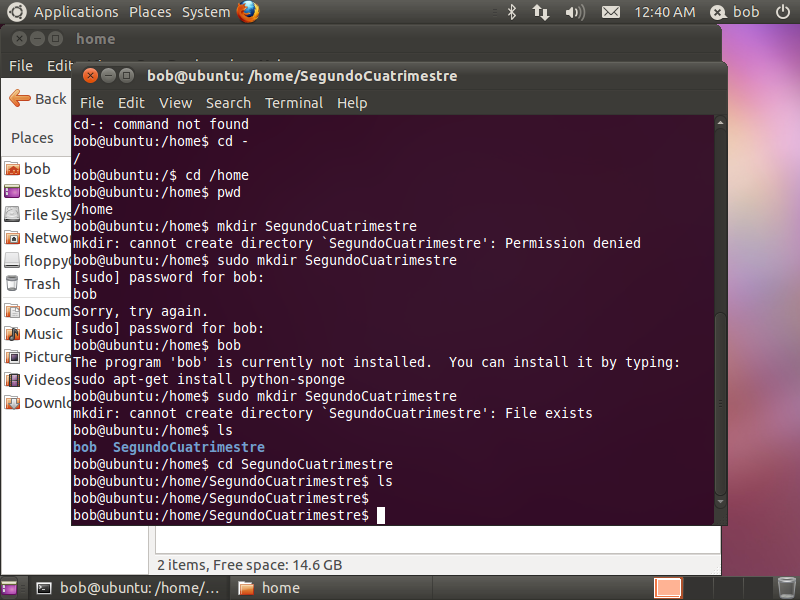 Applications Places System 12:40 AM bob
home
File Edit
bob@ubuntu: /home/SegundoCuatrimestre
Back
File Edit View Search Terminal Help
Places
bob
Deskto
File Sys
Networ
floppy
Trash
Docum
Music
Picture
Videos
Downlo
cd-: command not found
bob@ubuntu:/home$ cd -
/
bob@ubuntu:/$ cd /home
bob@ubuntu:/home$ pwd
/home
bob@ubuntu:/home$ mkdir SegundoCuatrimestre
mkdir: cannot create directory `SegundoCuatrimestre': Permission denied
bob@ubuntu:/home$ sudo mkdir SegundoCuatrimestre
[sudo] password for bob:
bob
Sorry, try again.
[sudo] password for bob:
bob@ubuntu:/home$ bob
The program 'bob' is currently not installed.  You can install it by typing:
sudo apt-get install python-sponge
bob@ubuntu:/home$ sudo mkdir SegundoCuatrimestre
mkdir: cannot create directory `SegundoCuatrimestre': File exists
bob@ubuntu:/home$ ls
bob  SegundoCuatrimestre
bob@ubuntu:/home$ cd SegundoCuatrimestre
bob@ubuntu:/home/SegundoCuatrimestre$ ls
bob@ubuntu:/home/SegundoCuatrimestre$
bob@ubuntu:/home/SegundoCuatrimestre$
2 items, Free space: 14.6 GB
bob@ubuntu: /home/... home